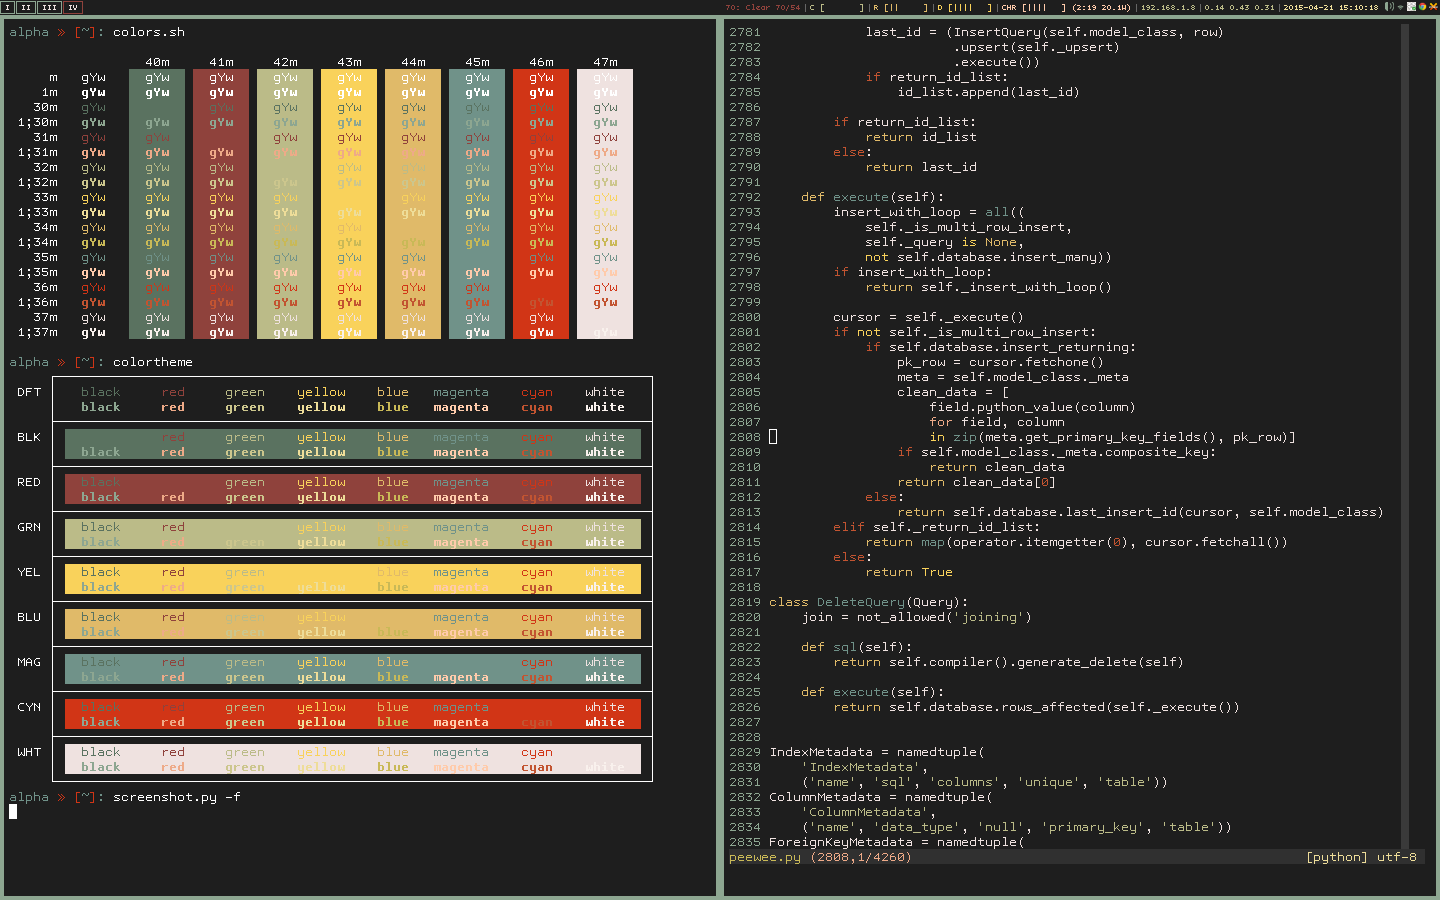 I II III IV
70: Clear 70/54 | C [ ] | R [|| ] | D [|||| ] | CHR [|||| ] (2:19 20.1W) | 192.168.1.8 | 0.14 0.43 0.31 | 2015-04-21 15:10:18
alpha » [~]: colors.sh
40m 41m 42m 43m 44m 45m 46m 47m
m gYw gYw gYw gYw gYw gYw gYw gYw gYw
1m gYw gYw gYw gYw gYw gYw gYw gYw gYw
30m gYw gYw gYw gYw gYw gYw gYw gYw
1;30m gYw gYw gYw gYw gYw gYw gYw gYw gYw
31m gYw gYw gYw gYw gYw gYw gYw gYw
1;31m gYw gYw gYw gYw gYw gYw gYw gYw gYw
32m gYw gYw gYw gYw gYw gYw gYw gYw
1;32m gYw gYw gYw gYw gYw gYw gYw gYw gYw
33m gYw gYw gYw gYw gYw gYw gYw gYw
1;33m gYw gYw gYw gYw gYw gYw gYw gYw gYw
34m gYw gYw gYw gYw gYw gYw gYw gYw
1;34m gYw gYw gYw gYw gYw gYw gYw gYw gYw
35m gYw gYw gYw gYw gYw gYw gYw gYw
1;35m gYw gYw gYw gYw gYw gYw gYw gYw gYw
36m gYw gYw gYw gYw gYw gYw gYw gYw
1;36m gYw gYw gYw gYw gYw gYw gYw gYw gYw
37m gYw gYw gYw gYw gYw gYw gYw gYw
1;37m gYw gYw gYw gYw gYw gYw gYw gYw gYw
alpha » [~]: colortheme
DFT black red green yellow blue magenta cyan white
black red green yellow blue magenta cyan white
BLK red green yellow blue magenta cyan white
black red green yellow blue magenta cyan white
RED black green yellow blue magenta cyan white
black red green yellow blue magenta cyan white
GRN black red yellow blue magenta cyan white
black red green yellow blue magenta cyan white
YEL black red green blue magenta cyan white
black red green yellow blue magenta cyan white
BLU black red green yellow magenta cyan white
black red green yellow blue magenta cyan white
MAG black red green yellow blue cyan white
black red green yellow blue magenta cyan white
CYN black red green yellow blue magenta white
black red green yellow blue magenta cyan white
WHT black red green yellow blue magenta cyan
black red green yellow blue magenta cyan white
alpha » [~]: screenshot.py -f
2781 last_id = (InsertQuery(self.model_class, row)
2782 .upsert(self._upsert)
2783 .execute())
2784 if return_id_list:
2785 id_list.append(last_id)
2786
2787 if return_id_list:
2788 return id_list
2789 else:
2790 return last_id
2791
2792 def execute(self):
2793 insert_with_loop = all((
2794 self._is_multi_row_insert,
2795 self._query is None,
2796 not self.database.insert_many))
2797 if insert_with_loop:
2798 return self._insert_with_loop()
2799
2800 cursor = self._execute()
2801 if not self._is_multi_row_insert:
2802 if self.database.insert_returning:
2803 pk_row = cursor.fetchone()
2804 meta = self.model_class._meta
2805 clean_data = [
2806 field.python_value(column)
2807 for field, column
2808 in zip(meta.get_primary_key_fields(), pk_row)]
2809 if self.model_class._meta.composite_key:
2810 return clean_data
2811 return clean_data[0]
2812 else:
2813 return self.database.last_insert_id(cursor, self.model_class)
2814 elif self._return_id_list:
2815 return map(operator.itemgetter(0), cursor.fetchall())
2816 else:
2817 return True
2818
2819 class DeleteQuery(Query):
2820 join = not_allowed('joining')
2821
2822 def sql(self):
2823 return self.compiler().generate_delete(self)
2824
2825 def execute(self):
2826 return self.database.rows_affected(self._execute())
2827
2828
2829 IndexMetadata = namedtuple(
2830 'IndexMetadata',
2831 ('name', 'sql', 'columns', 'unique', 'table'))
2832 ColumnMetadata = namedtuple(
2833 'ColumnMetadata',
2834 ('name', 'data_type', 'null', 'primary_key', 'table'))
2835 ForeignKeyMetadata = namedtuple(
peewee.py (2808,1/4260) [python] utf-8